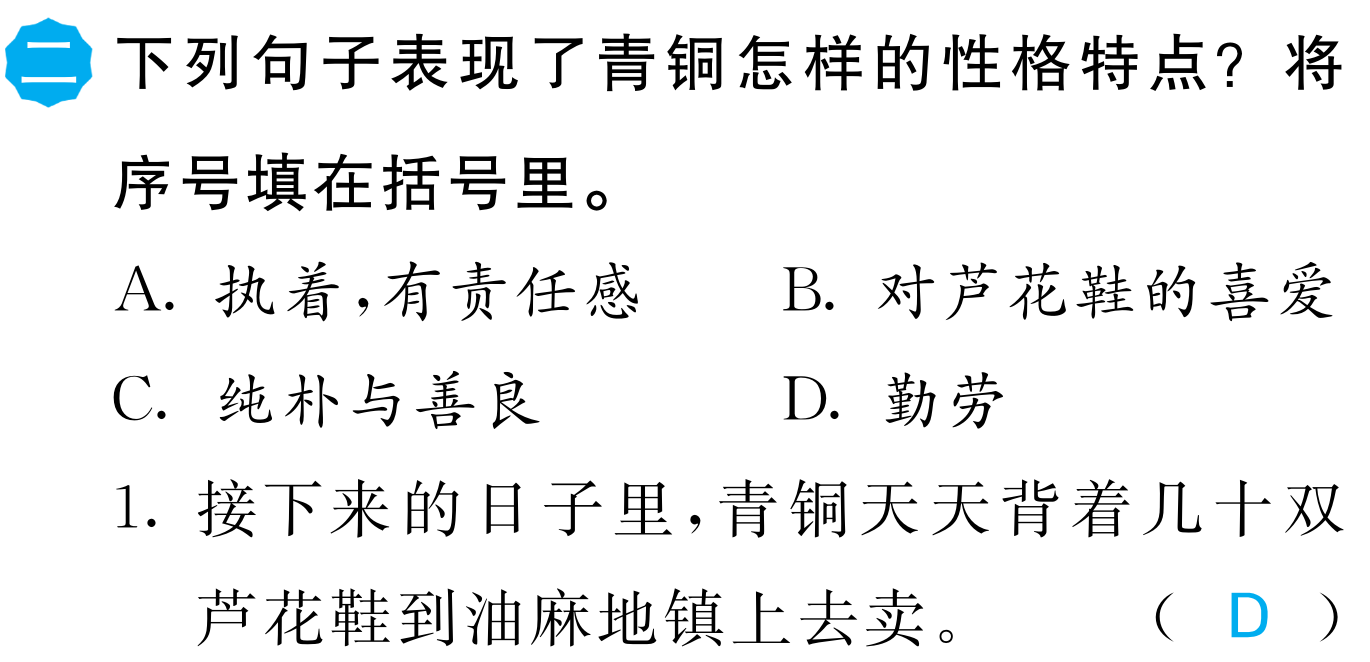 二 下列句子表现了青铜怎样的性格特点？将
序号填在括号里。
A. 执着,有责任感 B. 对芦花鞋的喜爱
C. 纯朴与善良 D. 勤劳
1. 接下来的日子里,青铜天天背着几十双
芦花鞋到油麻地镇上去卖。 （ D ）